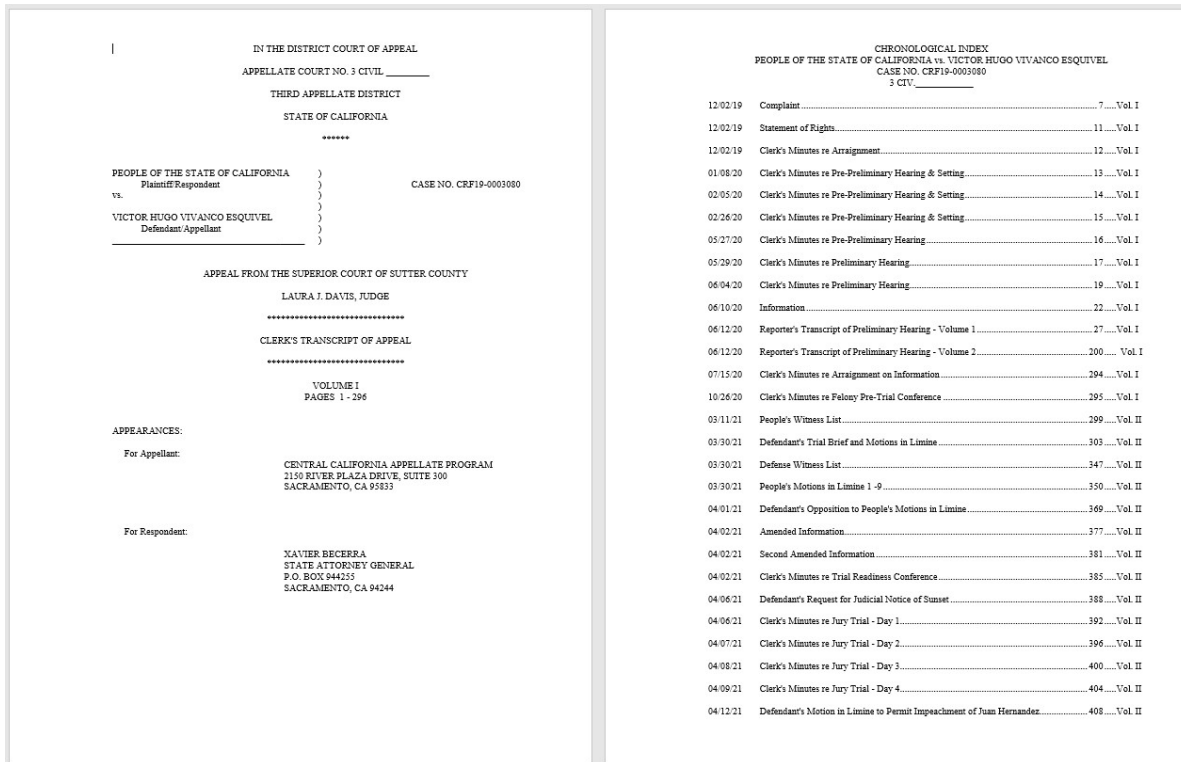 IN THE DISTRICT COURT OF APPEAL
APPELLATE COURT NO. 3 CIVIL ________
THIRD APPELLATE DISTRICT
STATE OF CALIFORNIA
******
PEOPLE OF THE STATE OF CALIFORNIA )
Plaintiff/Respondent ) CASE NO. CRF19-0003080
vs. )
)
VICTOR HUGO VIVANCO ESQUIVEL )
Defendant/Appellant )
________________________________ )
APPEAL FROM THE SUPERIOR COURT OF SUTTER COUNTY
LAURA J. DAVIS, JUDGE
******************************
CLERK'S TRANSCRIPT OF APPEAL
******************************
VOLUME I
PAGES 1 - 296
APPEARANCES:
For Appellant:
CENTRAL CALIFORNIA APPELLATE PROGRAM
2150 RIVER PLAZA DRIVE, SUITE 300
SACRAMENTO, CA 95833
For Respondent:
XAVIER BECERRA
STATE ATTORNEY GENERAL
P.O. BOX 944255
SACRAMENTO, CA 94244
CHRONOLOGICAL INDEX
PEOPLE OF THE STATE OF CALIFORNIA vs. VICTOR HUGO VIVANCO ESQUIVEL
CASE NO. CRF19-0003080
3 CIV.___________
12/02/19 Complaint ..... 7 .....Vol. I
12/02/19 Statement of Rights..... 11 .....Vol. I
12/02/19 Clerk's Minutes re Arraignment..... 12 .....Vol. I
01/08/20 Clerk's Minutes re Pre-Preliminary Hearing & Setting..... 13 .....Vol. I
02/05/20 Clerk's Minutes re Pre-Preliminary Hearing & Setting..... 14 .....Vol. I
02/26/20 Clerk's Minutes re Pre-Preliminary Hearing & Setting..... 15 .....Vol. I
05/27/20 Clerk's Minutes re Pre-Preliminary Hearing ..... 16 .....Vol. I
05/29/20 Clerk's Minutes re Preliminary Hearing..... 17 .....Vol. I
06/04/20 Clerk's Minutes re Preliminary Hearing..... 19 .....Vol. I
06/10/20 Information ..... 22 .....Vol. I
06/12/20 Reporter's Transcript of Preliminary Hearing - Volume 1 ..... 27 .....Vol. I
06/12/20 Reporter's Transcript of Preliminary Hearing - Volume 2 ..... 200 ..... Vol. I
07/15/20 Clerk's Minutes re Arraignment on Information ..... 294 .....Vol. I
10/26/20 Clerk's Minutes re Felony Pre-Trial Conference ..... 295 .....Vol. I
03/11/21 People's Witness List..... 299 .....Vol. II
03/30/21 Defendant's Trial Brief and Motions in Limine ..... 303 .....Vol. II
03/30/21 Defense Witness List ..... 347 .....Vol. II
03/30/21 People's Motions in Limine 1 -9..... 350 .....Vol. II
04/01/21 Defendant's Opposition to People's Motions in Limine..... 369 .....Vol. II
04/02/21 Amended Information..... 377 .....Vol. II
04/02/21 Second Amended Information ..... 381 .....Vol. II
04/02/21 Clerk's Minutes re Trial Readiness Conference ..... 385 .....Vol. II
04/06/21 Defendant's Request for Judicial Notice of Sunset ..... 388 .....Vol. II
04/06/21 Clerk's Minutes re Jury Trial - Day 1..... 392 .....Vol. II
04/07/21 Clerk's Minutes re Jury Trial - Day 2..... 396 .....Vol. II
04/08/21 Clerk's Minutes re Jury Trial - Day 3..... 400 .....Vol. II
04/09/21 Clerk's Minutes re Jury Trial - Day 4..... 404 .....Vol. II
04/12/21 Defendant's Motion in Limine to Permit Impeachment of Juan Hernandez..... 408 .....Vol. II